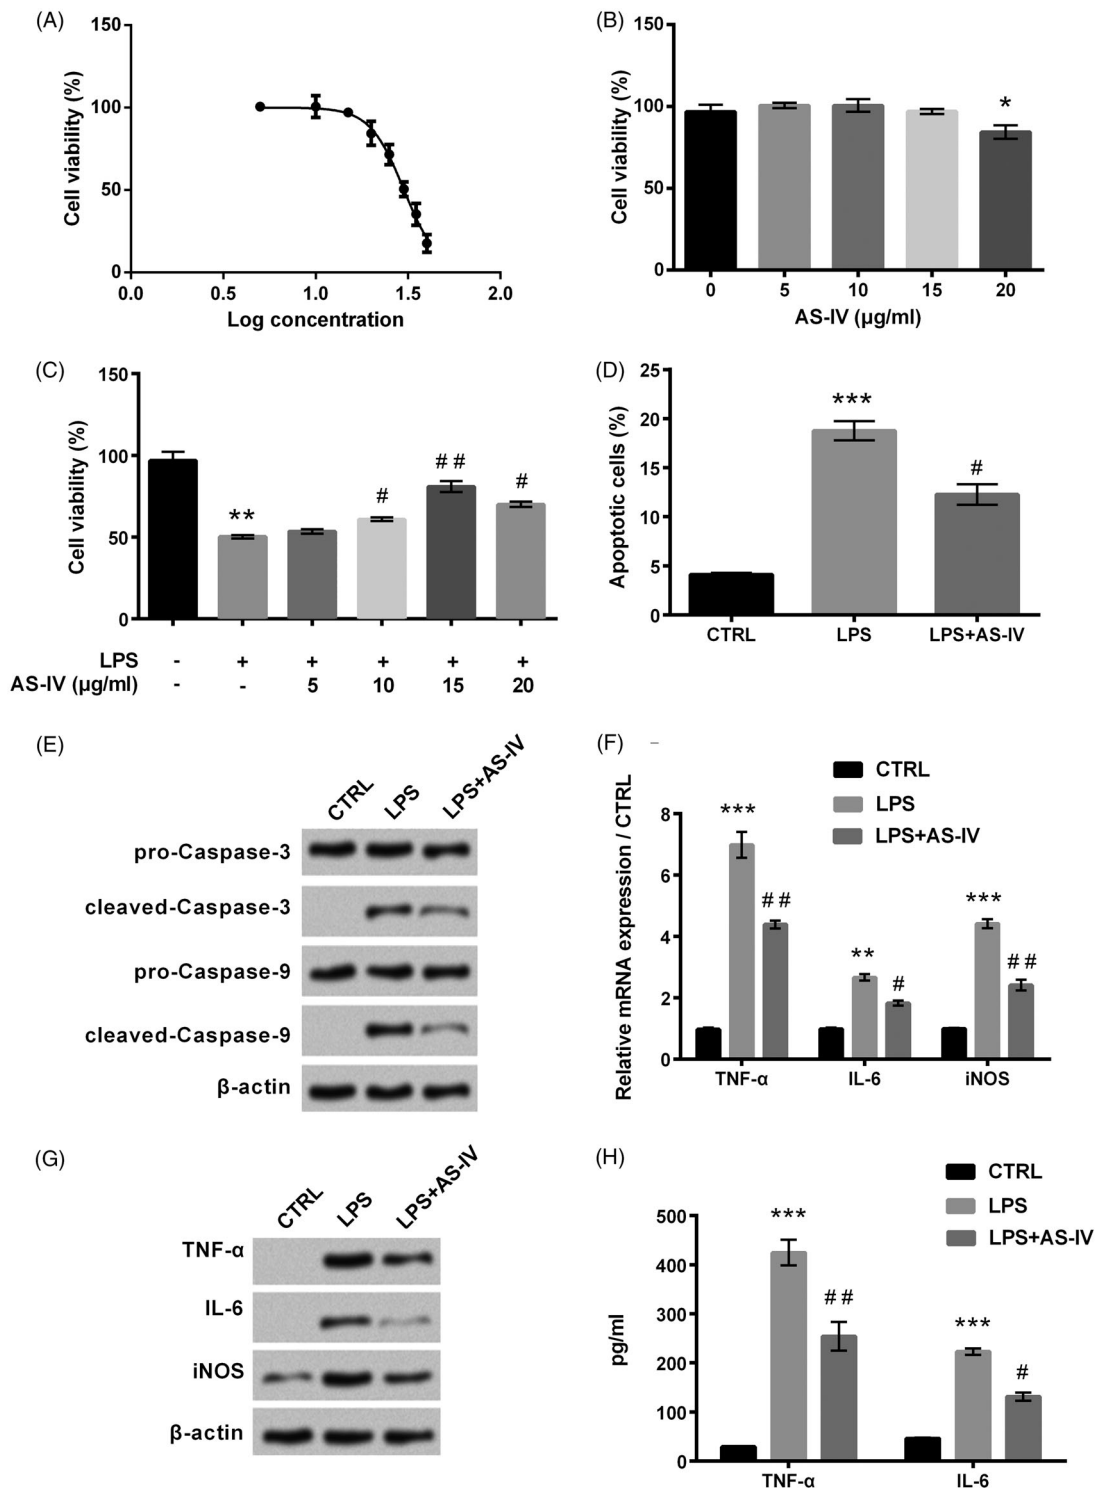 (A)
150
100
50
0
Cell viability (%)
0.0 0.5 1.0 1.5 2.0
Log concentration
(B)
150
100
50
0
Cell viability (%)
*
0 5 10 15 20
AS-IV (µg/ml)
(C)
150
100
50
0
Cell viability (%)
** # ## #
LPS - + + + + +
AS-IV (µg/ml) - - 5 10 15 20
(D)
25
20
15
10
5
0
Apoptotic cells (%)
*** #
CTRL LPS LPS+AS-IV
(E)
CTRL LPS LPS+AS-IV
pro-Caspase-3
cleaved-Caspase-3
pro-Caspase-9
cleaved-Caspase-9
β-actin
(F)
CTRL
LPS
LPS+AS-IV
8
6
4
2
0
Relative mRNA expression / CTRL
*** ## ** # *** ##
TNF-α IL-6 iNOS
(G)
CTRL LPS LPS+AS-IV
TNF-α
IL-6
iNOS
β-actin
(H)
CTRL
LPS
LPS+AS-IV
500
400
300
200
100
0
pg/ml
*** ## *** #
TNF-α IL-6